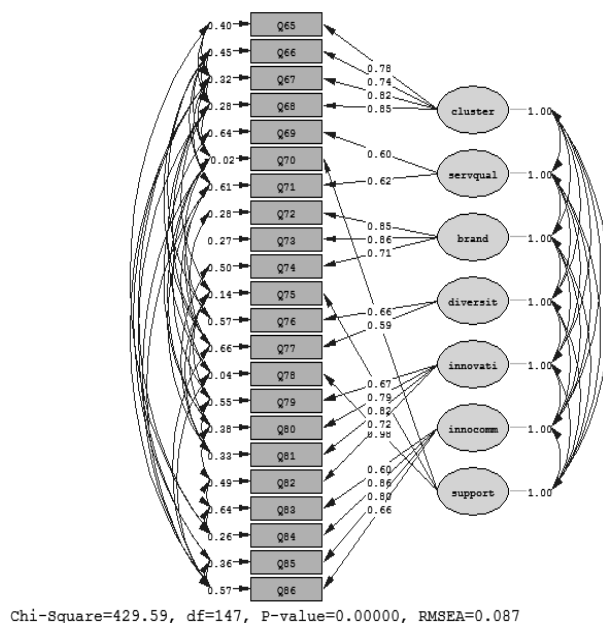 0.40 Q65
0.45 Q66
0.32 Q67
0.28 Q68
0.64 Q69
0.02 Q70
0.61 Q71
0.28 Q72
0.27 Q73
0.50 Q74
0.14 Q75
0.57 Q76
0.66 Q77
0.04 Q78
0.55 Q79
0.38 Q80
0.33 Q81
0.49 Q82
0.64 Q83
0.26 Q84
0.36 Q85
0.57 Q86
0.78
0.74
0.82
0.85
0.60
0.62
0.85
0.86
0.71
0.66
0.59
0.67
0.79
0.82
0.72
0.60
0.86
0.80
0.66
cluster 1.00
servqual 1.00
brand 1.00
diversit 1.00
innovati 1.00
innocomm 1.00
support 1.00
Chi-Square=429.59, df=147, P-value=0.00000, RMSEA=0.087